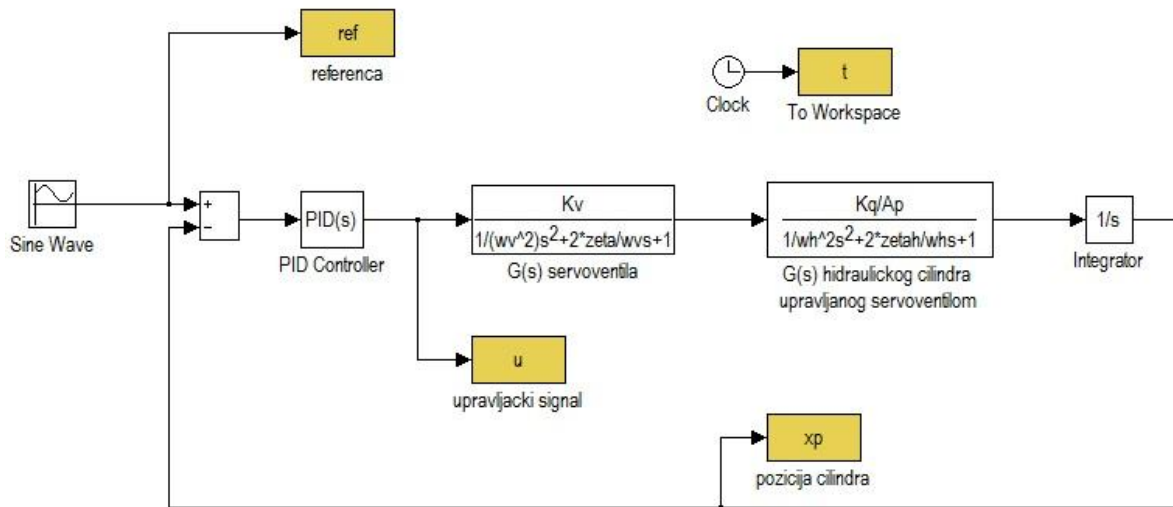 ref
referenca
t
Clock
To Workspace
Sine Wave
+
−
PID(s)
PID Controller
Kv
1/(wv^2)s²+2*zeta/wvs+1
G(s) servoventila
Kq/Ap
1/wh^2s²+2*zetah/whs+1
G(s) hidraulickog cilindra
upravljanog servoventilom
1/s
Integrator
u
upravljacki signal
xp
pozicija cilindra